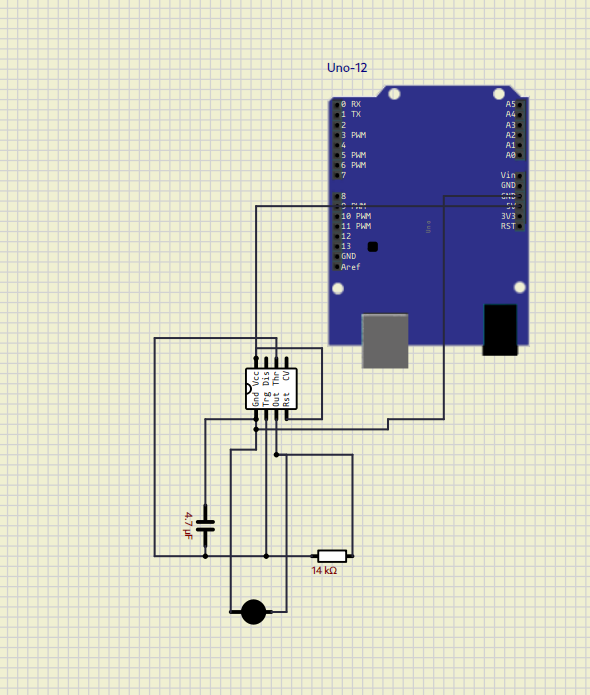 Uno-12
0 RX
1 TX
2
3 PWM
4
5 PWM
6 PWM
7
8
9 PWM
10 PWM
11 PWM
12
13
GND
Aref
A5
A4
A3
A2
A1
A0
Vin
GND
GND
5V
3V3
RST
Uno
Vcc
Dis
Thr
CV
Gnd
Trg
Out
Rst
4.7 µF
14 kΩ